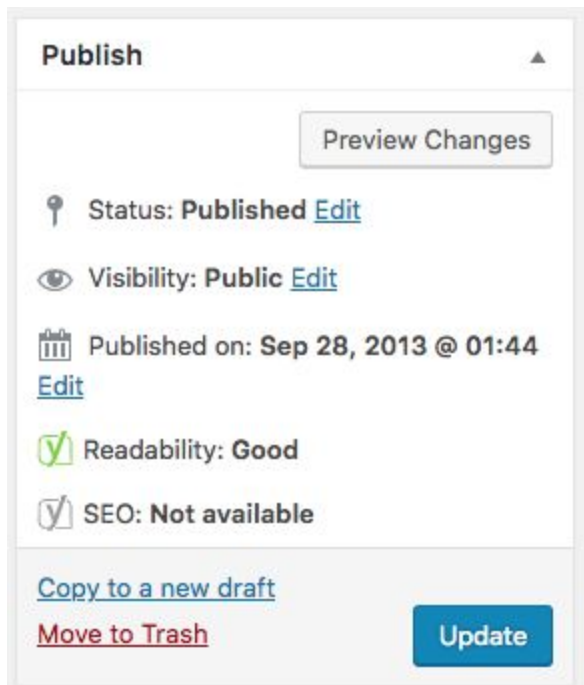 Publish
Preview Changes
Status: Published Edit
Visibility: Public Edit
Published on: Sep 28, 2013 @ 01:44
Edit
Readability: Good
SEO: Not available
Copy to a new draft
Move to Trash
Update